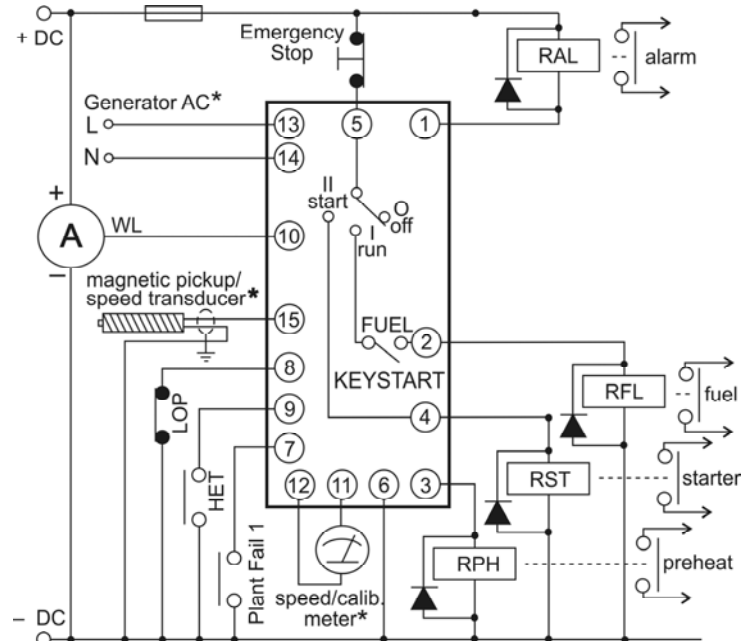 + DC
Emergency
Stop
RAL
alarm
Generator AC*
L
N
13
5
1
14
II
start
O
off
I
run
+
A
−
WL
10
magnetic pickup/
speed transducer*
15
FUEL
2
KEYSTART
8
LOP
9
HET
7
Plant Fail 1
4
RFL
fuel
RST
starter
12
11
6
3
RPH
preheat
speed/calib.
meter*
− DC